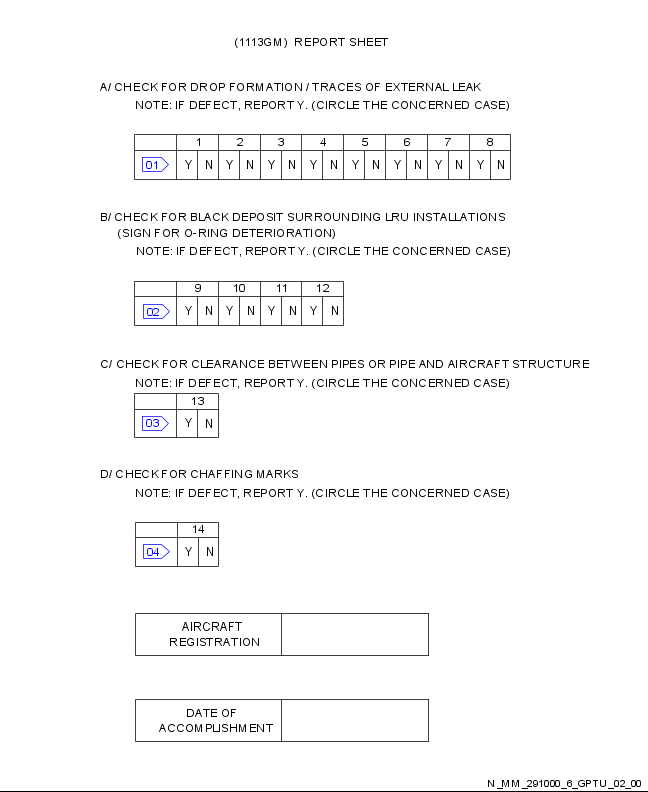 (1113GM) REPORT SHEET
A/ CHECK FOR DROP FORMATION / TRACES OF EXTERNAL LEAK
NOTE: IF DEFECT, REPORT Y. (CIRCLE THE CONCERNED CASE)
1 2 3 4 5 6 7 8
01 Y N Y N Y N Y N Y N Y N Y N Y N
B/ CHECK FOR BLACK DEPOSIT SURROUNDING LRU INSTALLATIONS
(SIGN FOR O-RING DETERIORATION)
NOTE: IF DEFECT, REPORT Y. (CIRCLE THE CONCERNED CASE)
9 10 11 12
02 Y N Y N Y N Y N
C/ CHECK FOR CLEARANCE BETWEEN PIPES OR PIPE AND AIRCRAFT STRUCTURE
NOTE: IF DEFECT, REPORT Y. (CIRCLE THE CONCERNED CASE)
13
03 Y N
D/ CHECK FOR CHAFFING MARKS
NOTE: IF DEFECT, REPORT Y. (CIRCLE THE CONCERNED CASE)
14
04 Y N
AIRCRAFT
REGISTRATION
DATE OF
ACCOMPLISHMENT
N_MM_291000_6_GPTU_02_00